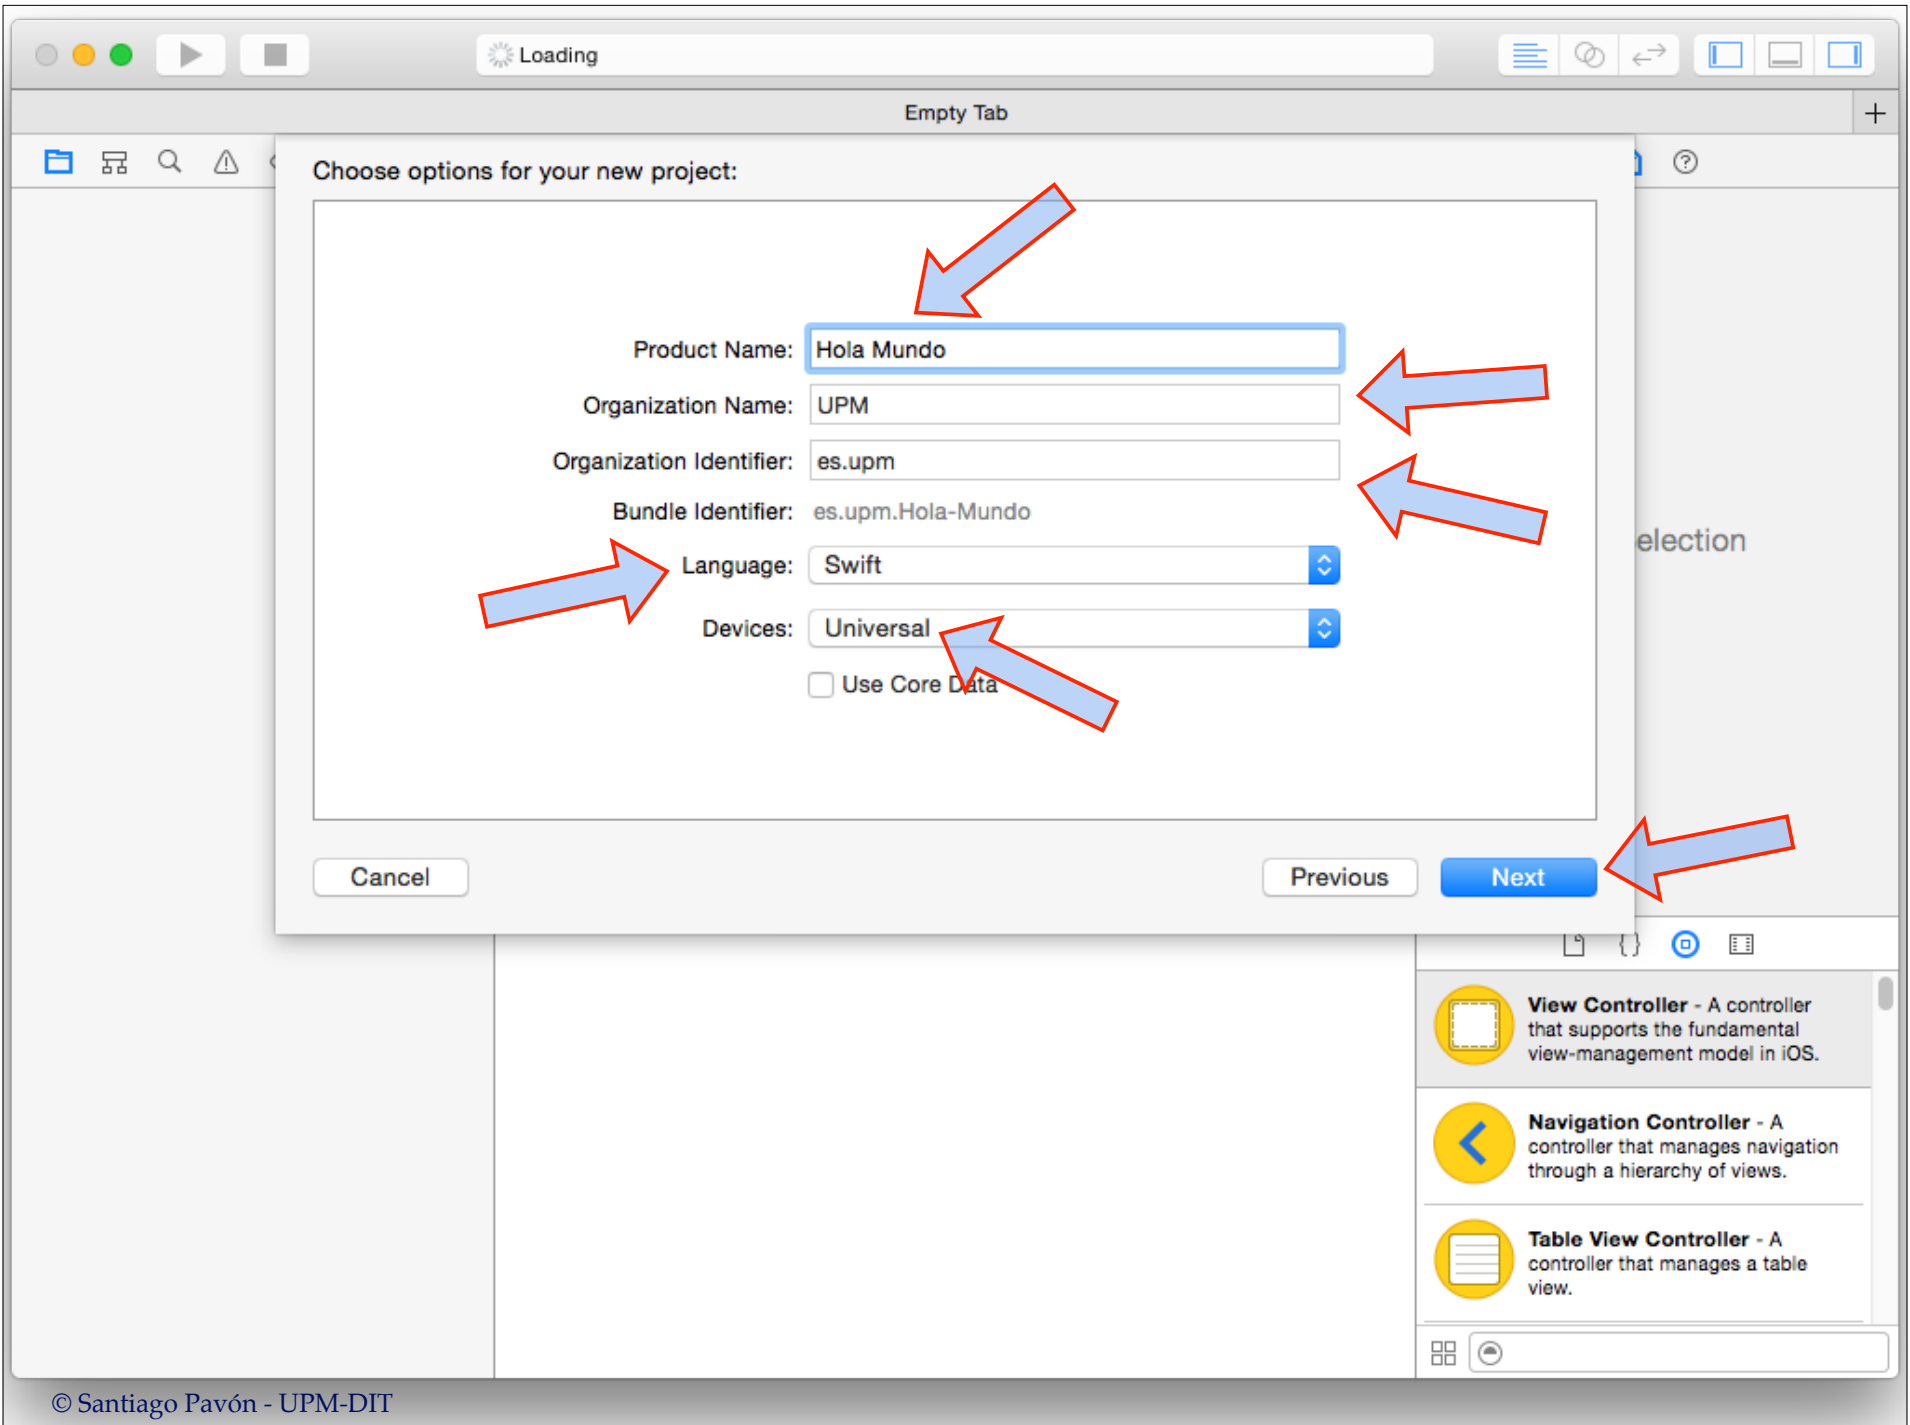 Loading
Empty Tab
Choose options for your new project:
Product Name: Hola Mundo
Organization Name: UPM
Organization Identifier: es.upm
Bundle Identifier: es.upm.Hola-Mundo
Language: Swift
Devices: Universal
Use Core Data
election
Cancel
Previous
Next
View Controller - A controller
that supports the fundamental
view-management model in iOS.
Navigation Controller - A
controller that manages navigation
through a hierarchy of views.
Table View Controller - A
controller that manages a table
view.
© Santiago Pavón - UPM-DIT